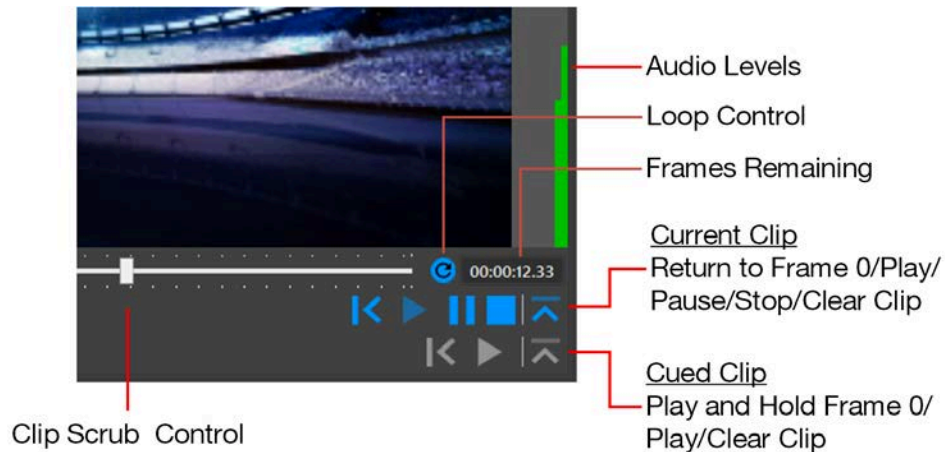 Audio Levels
Loop Control
Frames Remaining
00:00:12.33
Current Clip
Return to Frame 0/Play/
Pause/Stop/Clear Clip
Cued Clip
Play and Hold Frame 0/
Play/Clear Clip
Clip Scrub Control